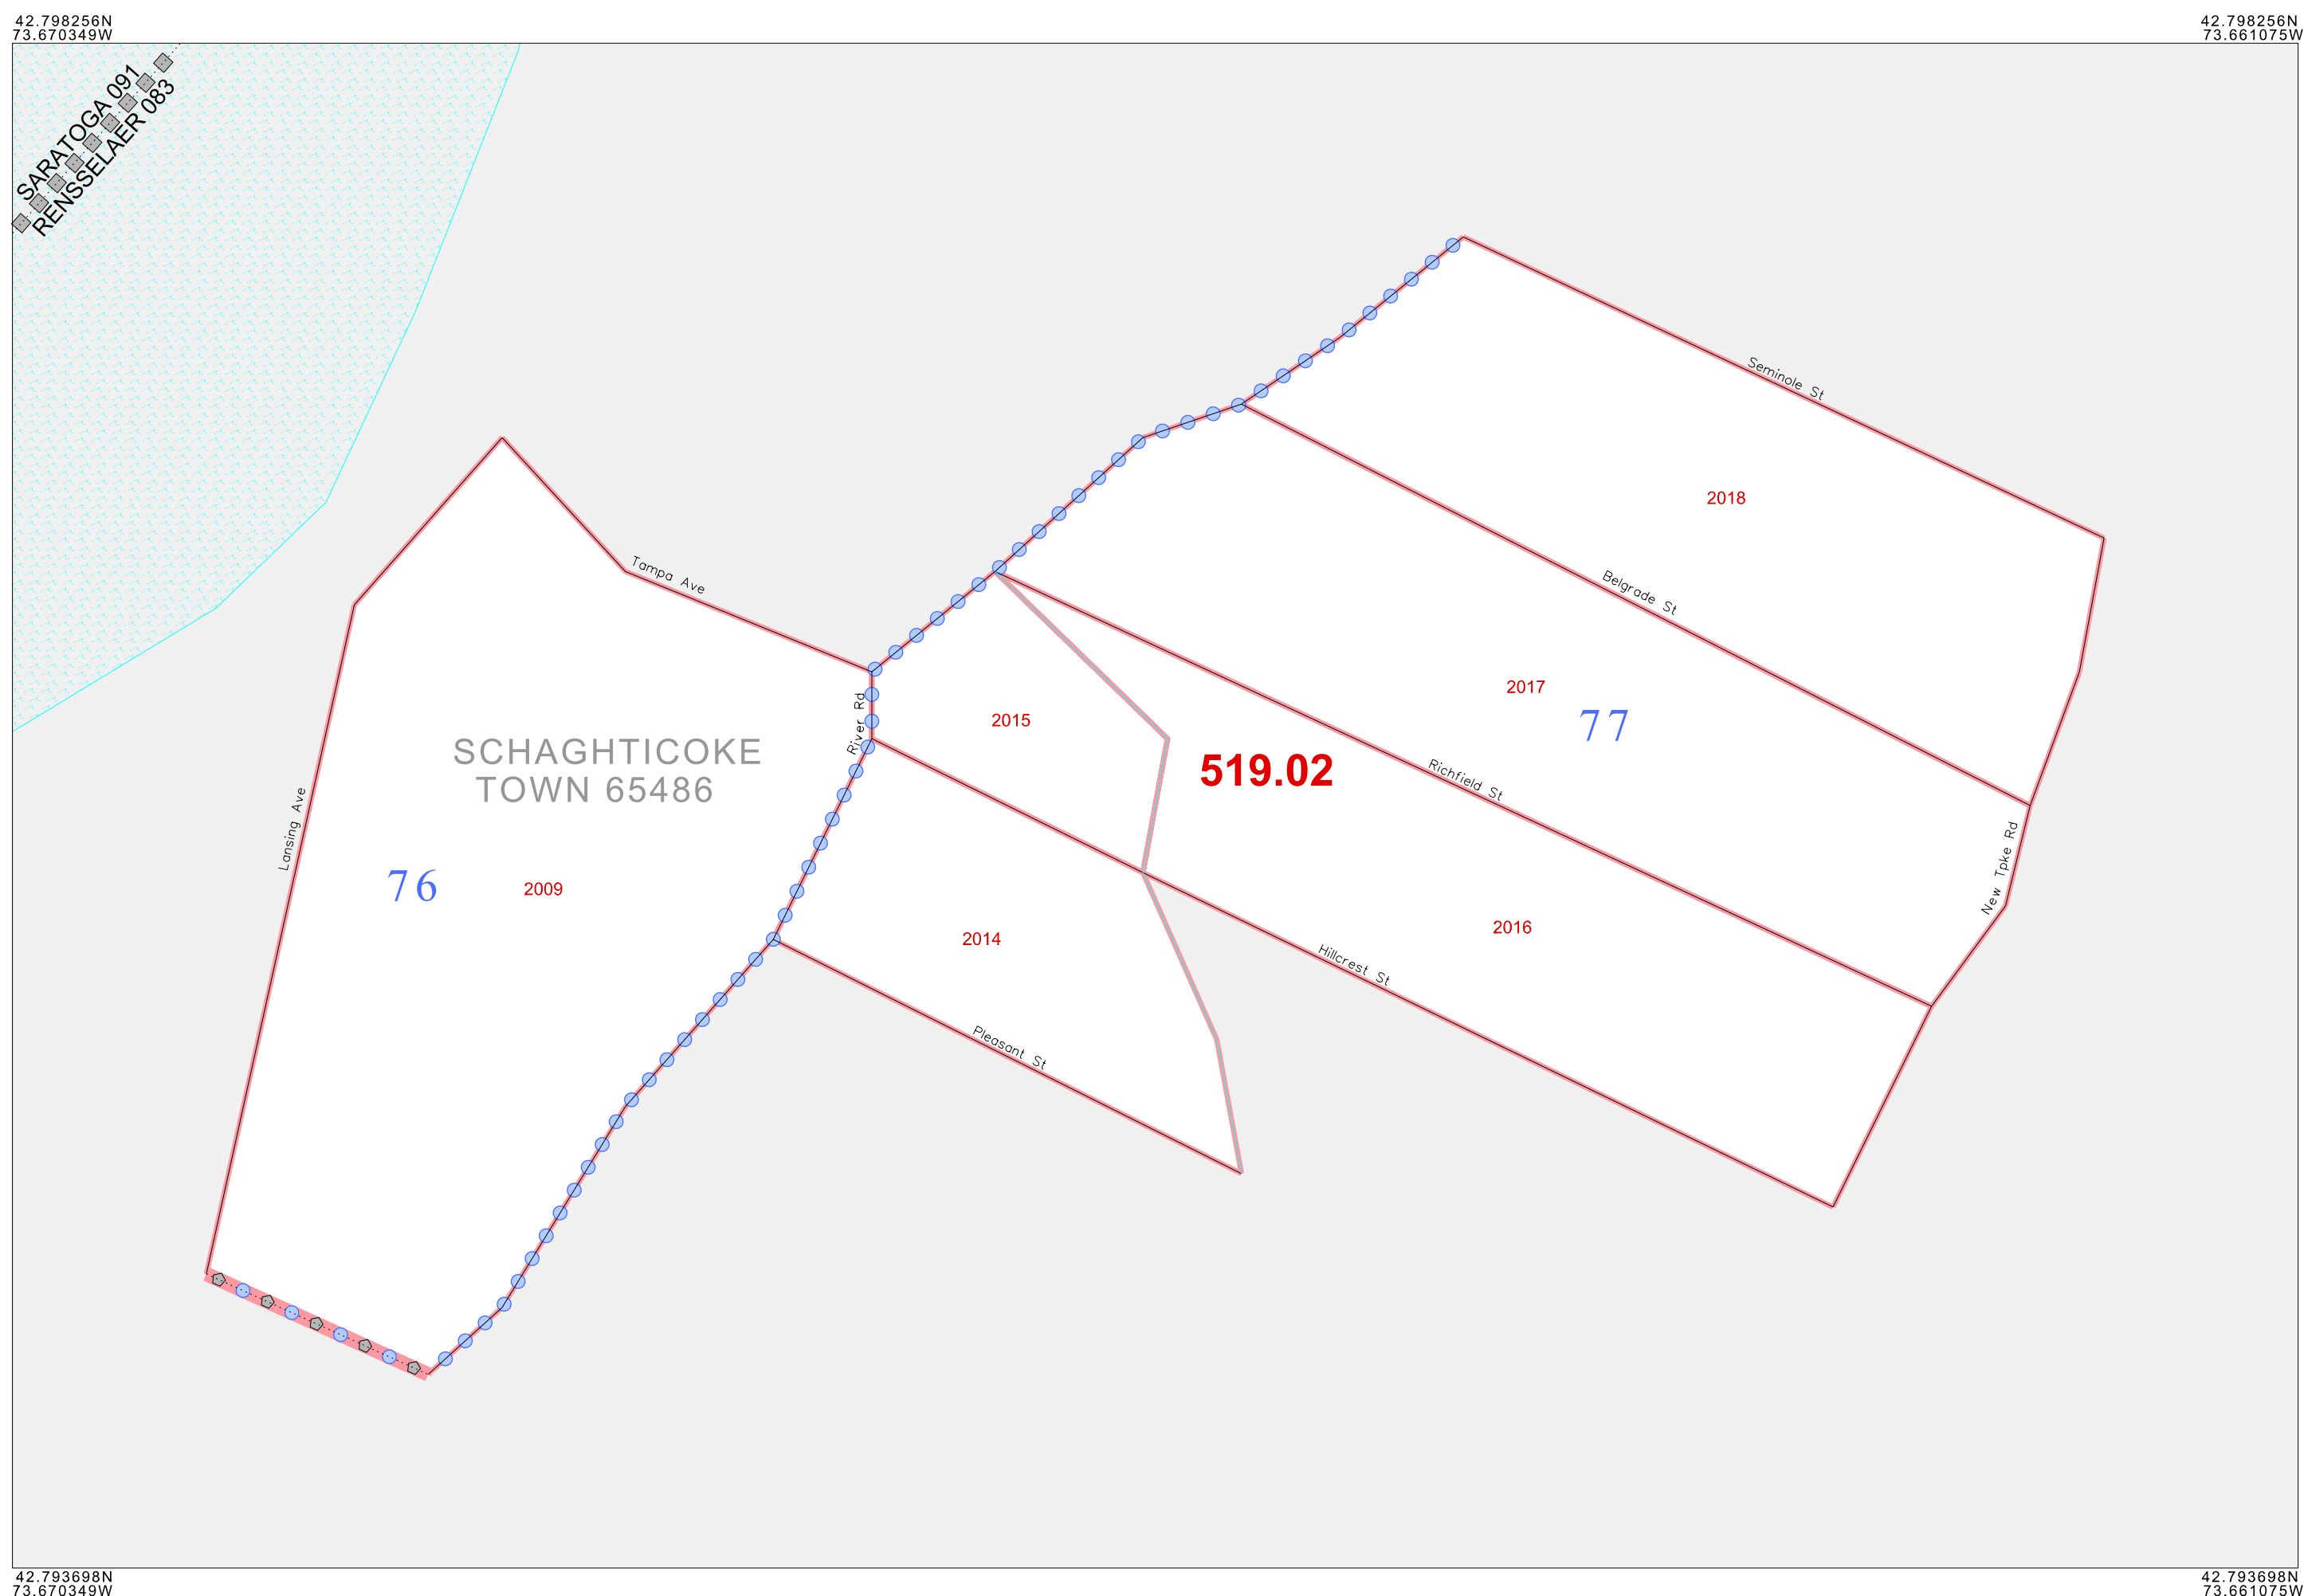 42.798256N
73.670349W
42.798256N
73.661075W
SARATOGA 091
RENSSELAER 083
Seminole St
2018
Tampa Ave
Belgrade St
River Rd
2015
2017
77
SCHAGHTICOKE
TOWN 65486
519.02
Richfield St
Lansing Ave
New Tpke Rd
76
2009
2014
2016
Hillcrest St
Pleasant St
42.793698N
73.670349W
42.793698N
73.661075W